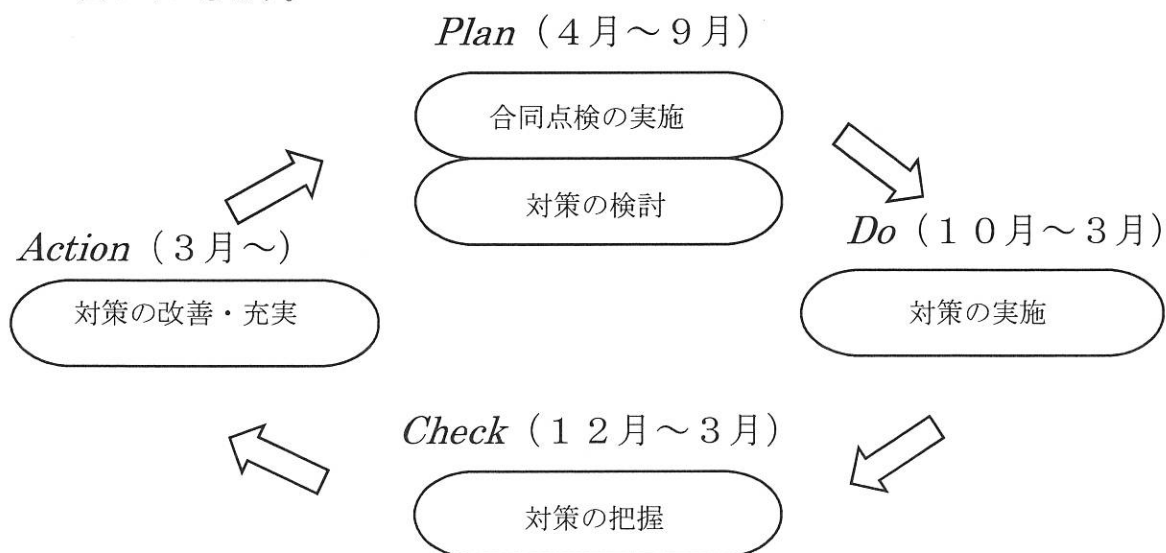 Plan（４月～９月）
合同点検の実施
対策の検討
Do（１０月～３月）
対策の実施
Check（１２月～３月）
対策の把握
Action（３月～）
対策の改善・充実